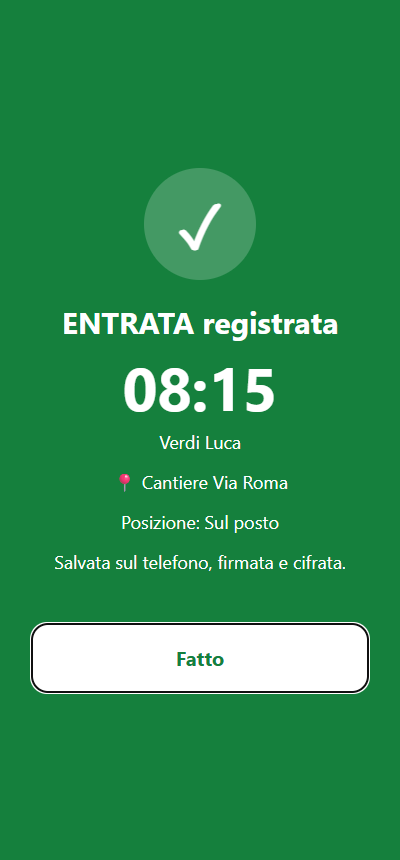 ENTRATA registrata
08:15
Verdi Luca
📍 Cantiere Via Roma
Posizione: Sul posto
Salvata sul telefono, firmata e cifrata.
Fatto